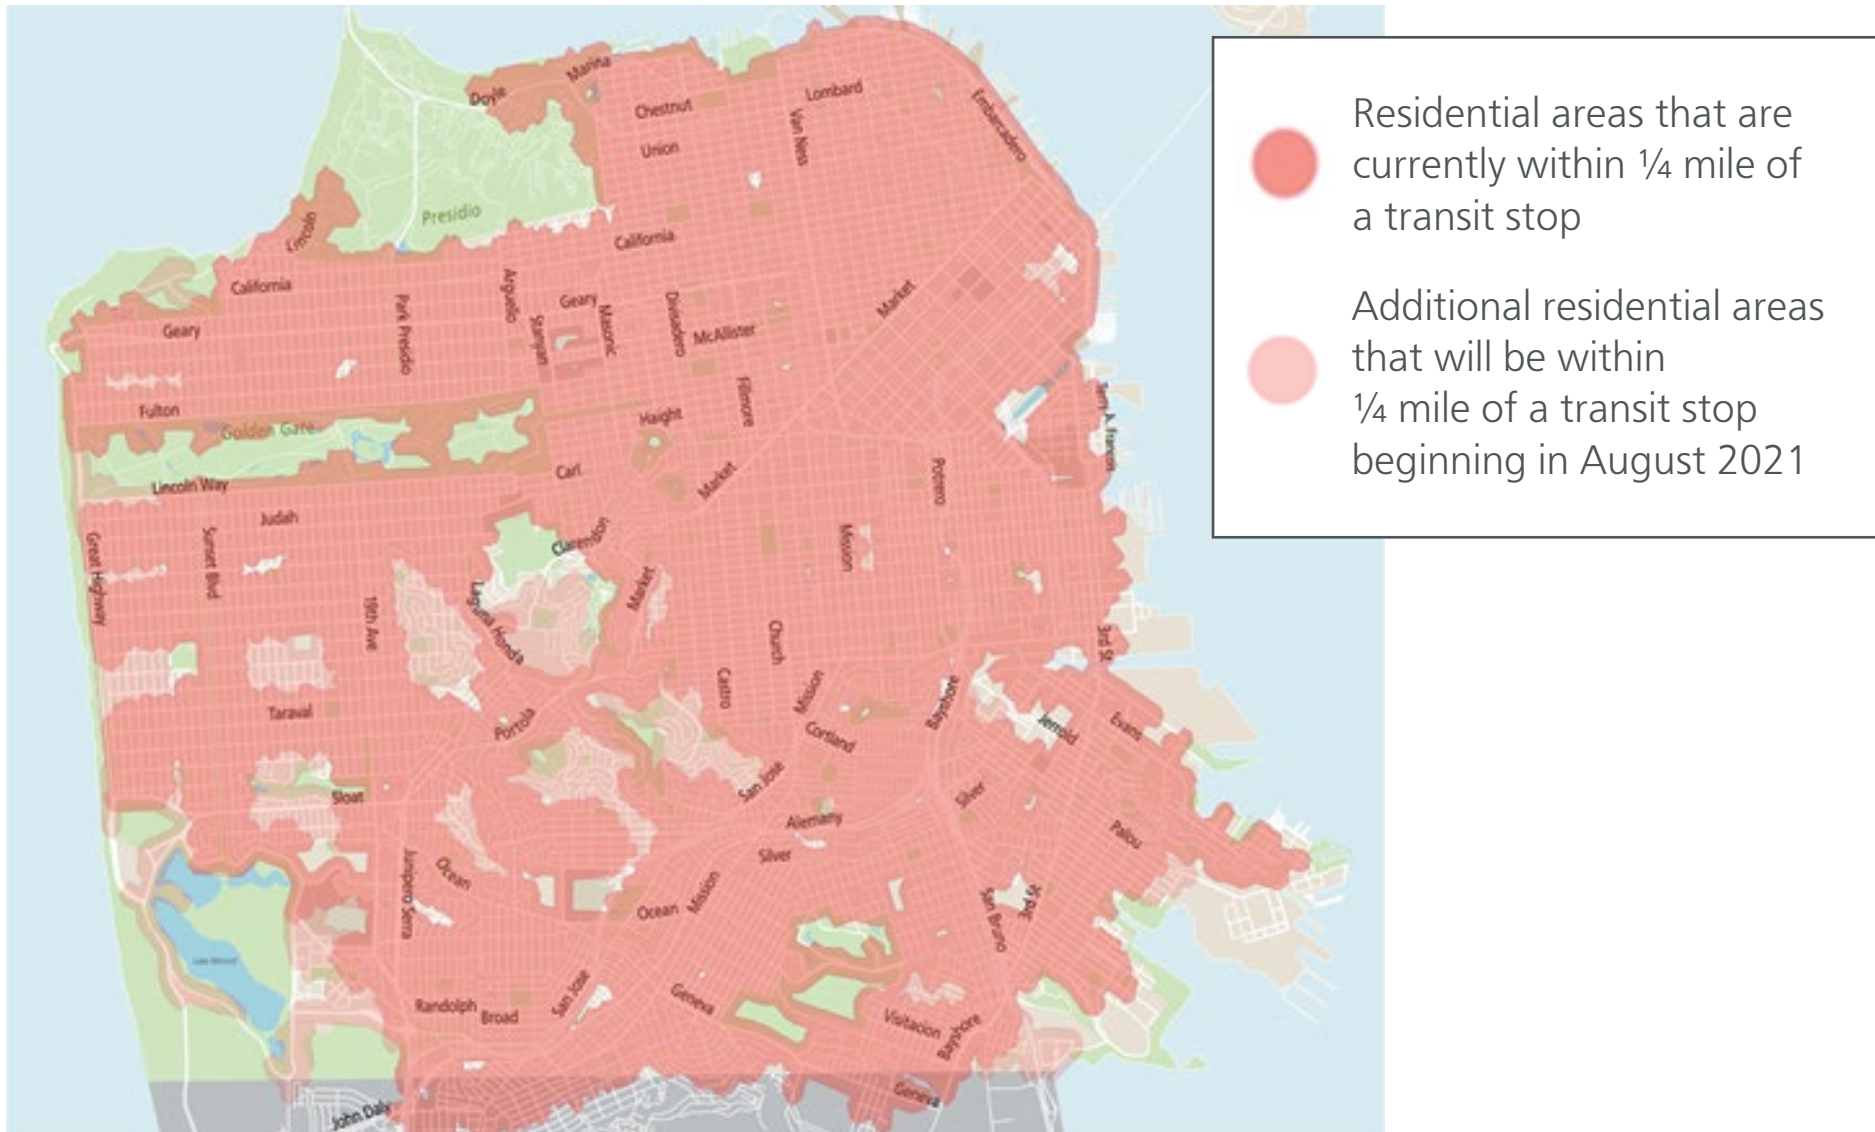 Residential areas that are
currently within ¼ mile of
a transit stop
Additional residential areas
that will be within
¼ mile of a transit stop
beginning in August 2021
Marina
Doyle
Chestnut
Lombard
Embarcadero
Van Ness
Union
Presidio
Lincoln
California
California
Arguello
Geary
Park Presidio
Stanyan
Masonic
Divisadero
McAllister
Market
Geary
Fillmore
Terry A. Francois
Fulton
Haight
Golden Gate
Carl
Market
Potrero
Lincoln Way
Judah
Clarendon
Mission
Great Highway
Sunset Blvd
Market
19th Ave
Laguna Honda
Church
3rd St
Castro
Mission
Bayshore
Taraval
Portola
Cortland
Jerrold
Evans
San Jose
Sloat
Silver
Alemany
Palou
Silver
Junipero Serra
Ocean
Mission
Ocean
San Bruno
3rd St
Lake Merced
Randolph
Broad
San Jose
Geneva
Visitacion
Bayshore
Geneva
John Daly